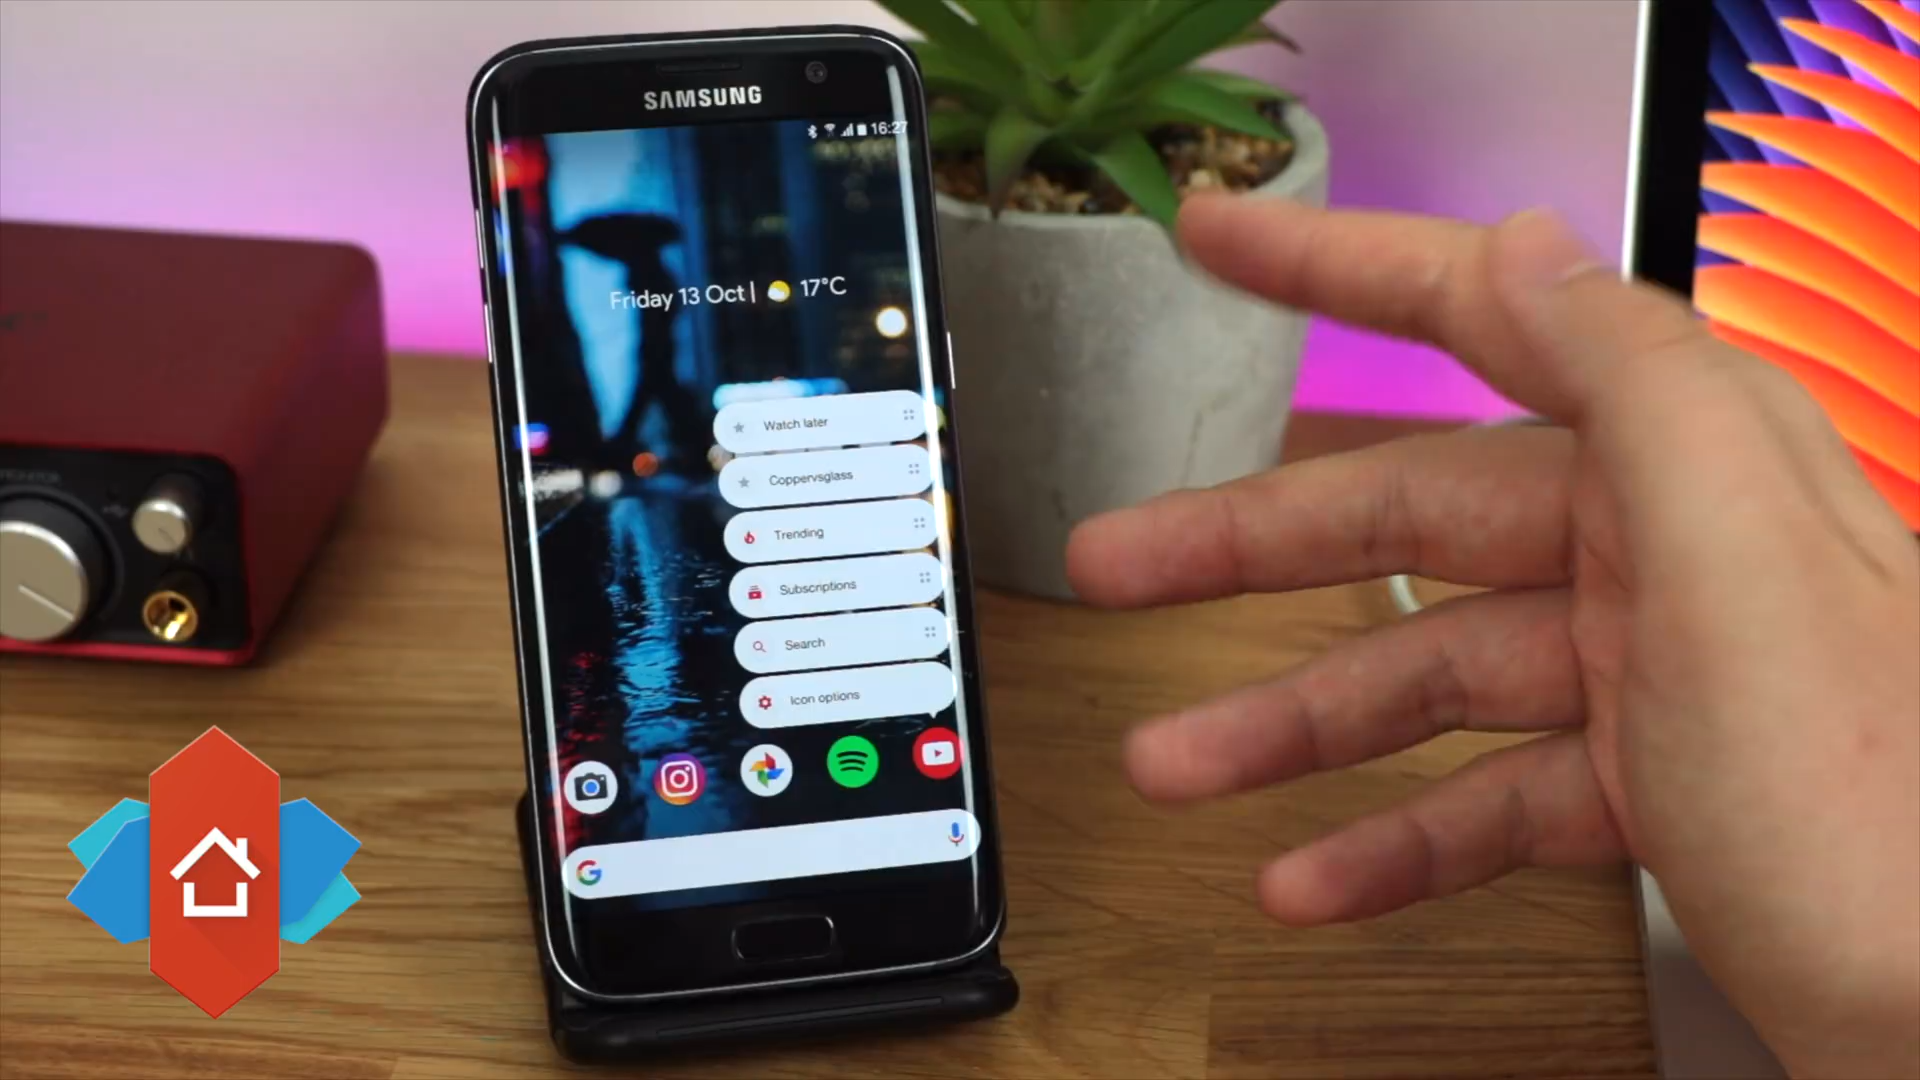 SAMSUNG
16:27
Friday 13 Oct | 17°C
Watch later
Coppervsglass
Trending
Subscriptions
Search
Icon options
G